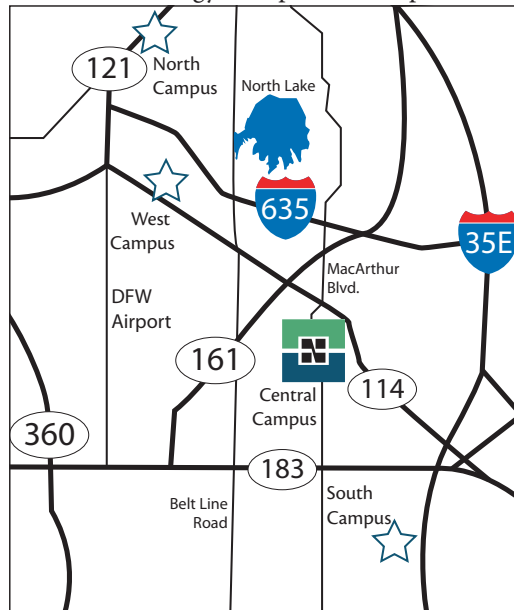 121
North
Campus
North Lake
635
35E
West
Campus
MacArthur
Blvd.
DFW
Airport
161
N
Central
Campus
114
360
183
Belt Line
Road
South
Campus